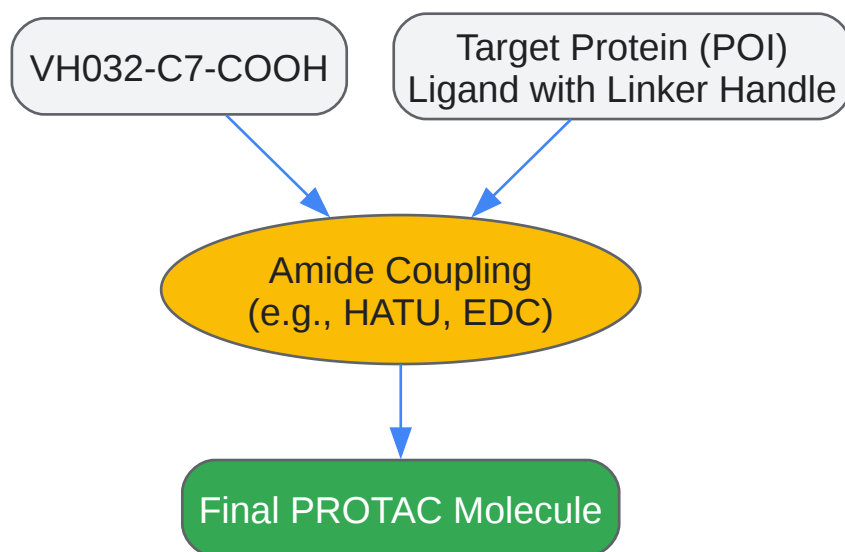 VH032-C7-COOH
Target Protein (POI)
Ligand with Linker Handle
Amide Coupling
(e.g., HATU, EDC)
Final PROTAC Molecule